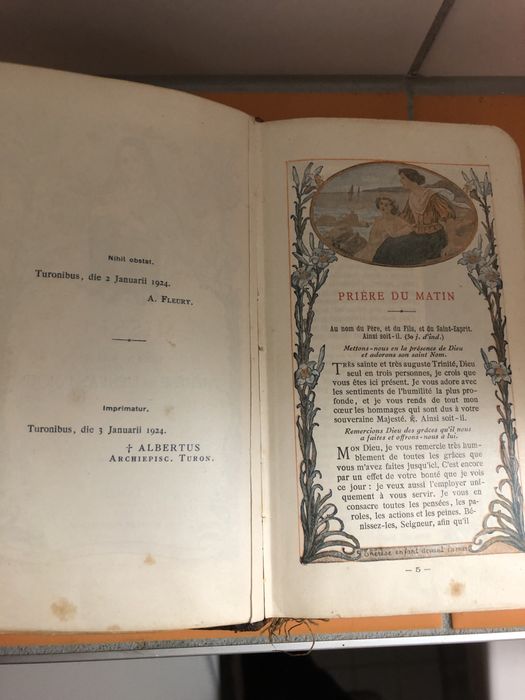 Nihil obstat.
Turonibus, die 2 Januarii 1924.
A. Fleury.
Imprimatur.
Turonibus, die 3 Januarii 1924.
† ALBERTUS
Archiepisc. Turon.
PRIÈRE DU MATIN
Au nom du Père, et du Fils, et du Saint-Esprit.
Ainsi soit-il. (50 j. d'ind.)
Mettons-nous en la présence de Dieu
et adorons son saint Nom.
Très sainte et très auguste Trinité, Dieu
seul en trois personnes, je crois que
vous êtes ici présent. Je vous adore avec
les sentiments de l'humilité la plus pro-
fonde, et je vous rends de tout mon
cœur les hommages qui sont dus à votre
souveraine Majesté. ℟. Ainsi soit-il.
Remercions Dieu des grâces qu'il nous
a faites et offrons-nous à lui.
Mon Dieu, je vous remercie très hum-
blement de toutes les grâces que
vous m'avez faites jusqu'ici. C'est encore
par un effet de votre bonté que je vois
ce jour : je veux aussi l'employer uni-
quement à vous servir. Je vous en
consacre toutes les pensées, les pa-
roles, les actions et les peines. Bé-
nissez-les, Seigneur, afin qu'il
Sᵗᵉ Thérèse enfant devant la mer
— 5 —